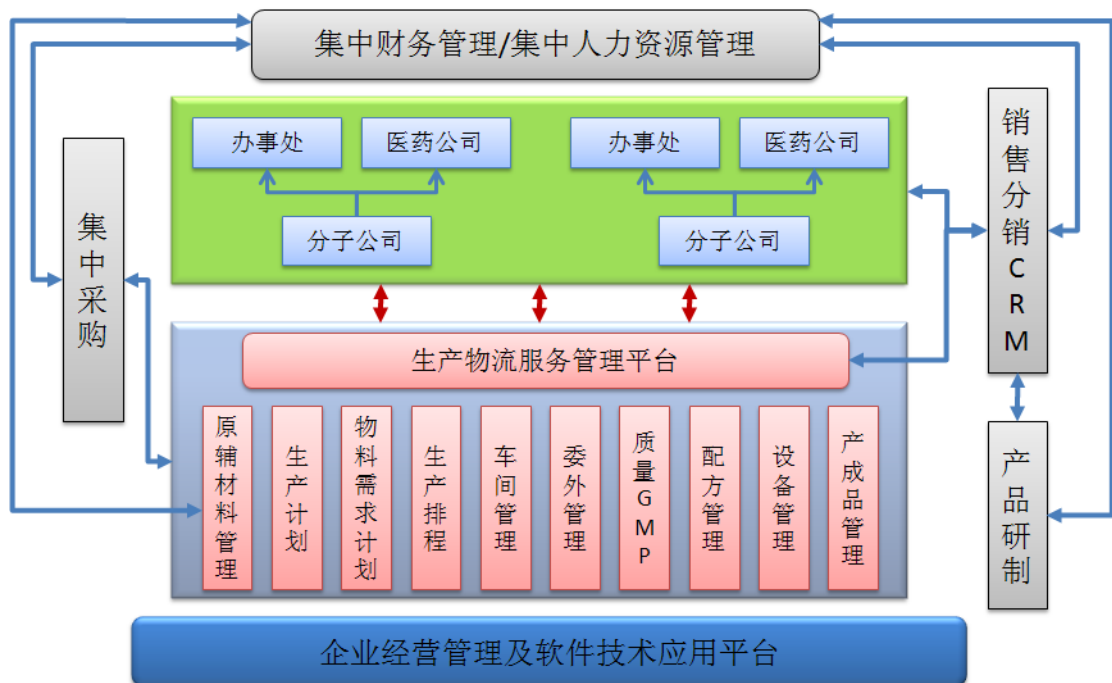 集中财务管理/集中人力资源管理
办事处
医药公司
办事处
医药公司
分子公司
分子公司
集中采购
销售分销CRM
生产物流服务管理平台
原辅材料管理
生产计划
物料需求计划
生产排程
车间管理
委外管理
质量GMP
配方管理
设备管理
产成品管理
产品研制
企业经营管理及软件技术应用平台